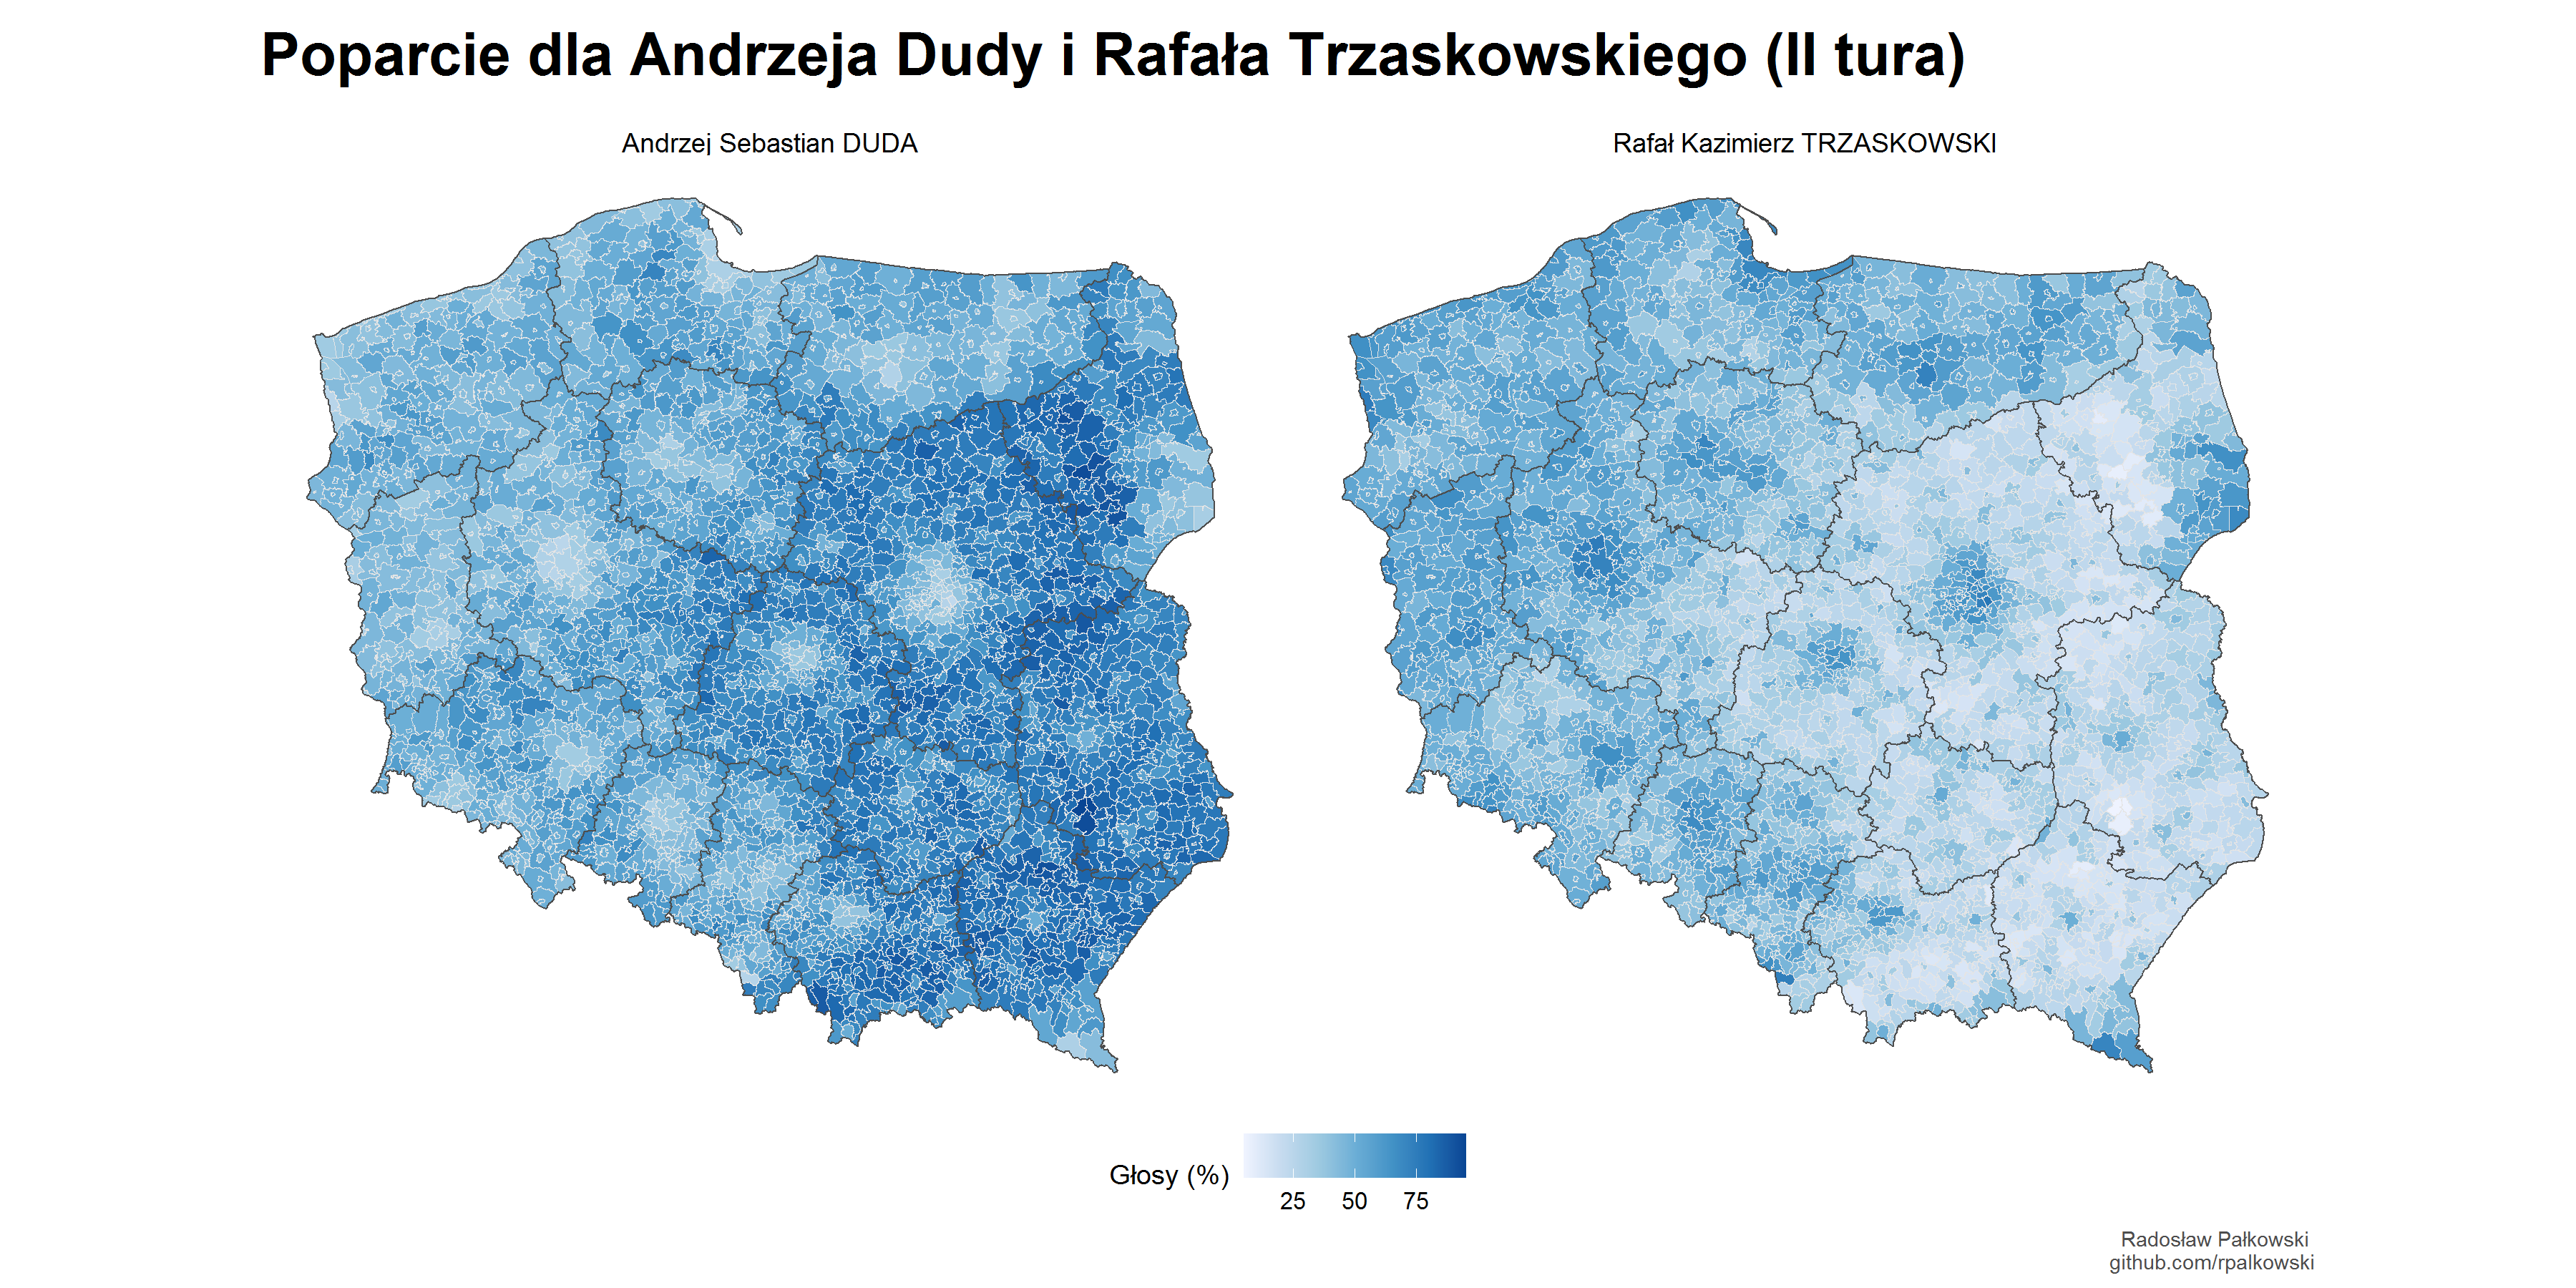 Poparcie dla Andrzeja Dudy i Rafała Trzaskowskiego (II tura)
Andrzej Sebastian DUDA
Rafał Kazimierz TRZASKOWSKI
Głosy (%)
25 50 75
Radosław Pałkowski
github.com/rpalkowski